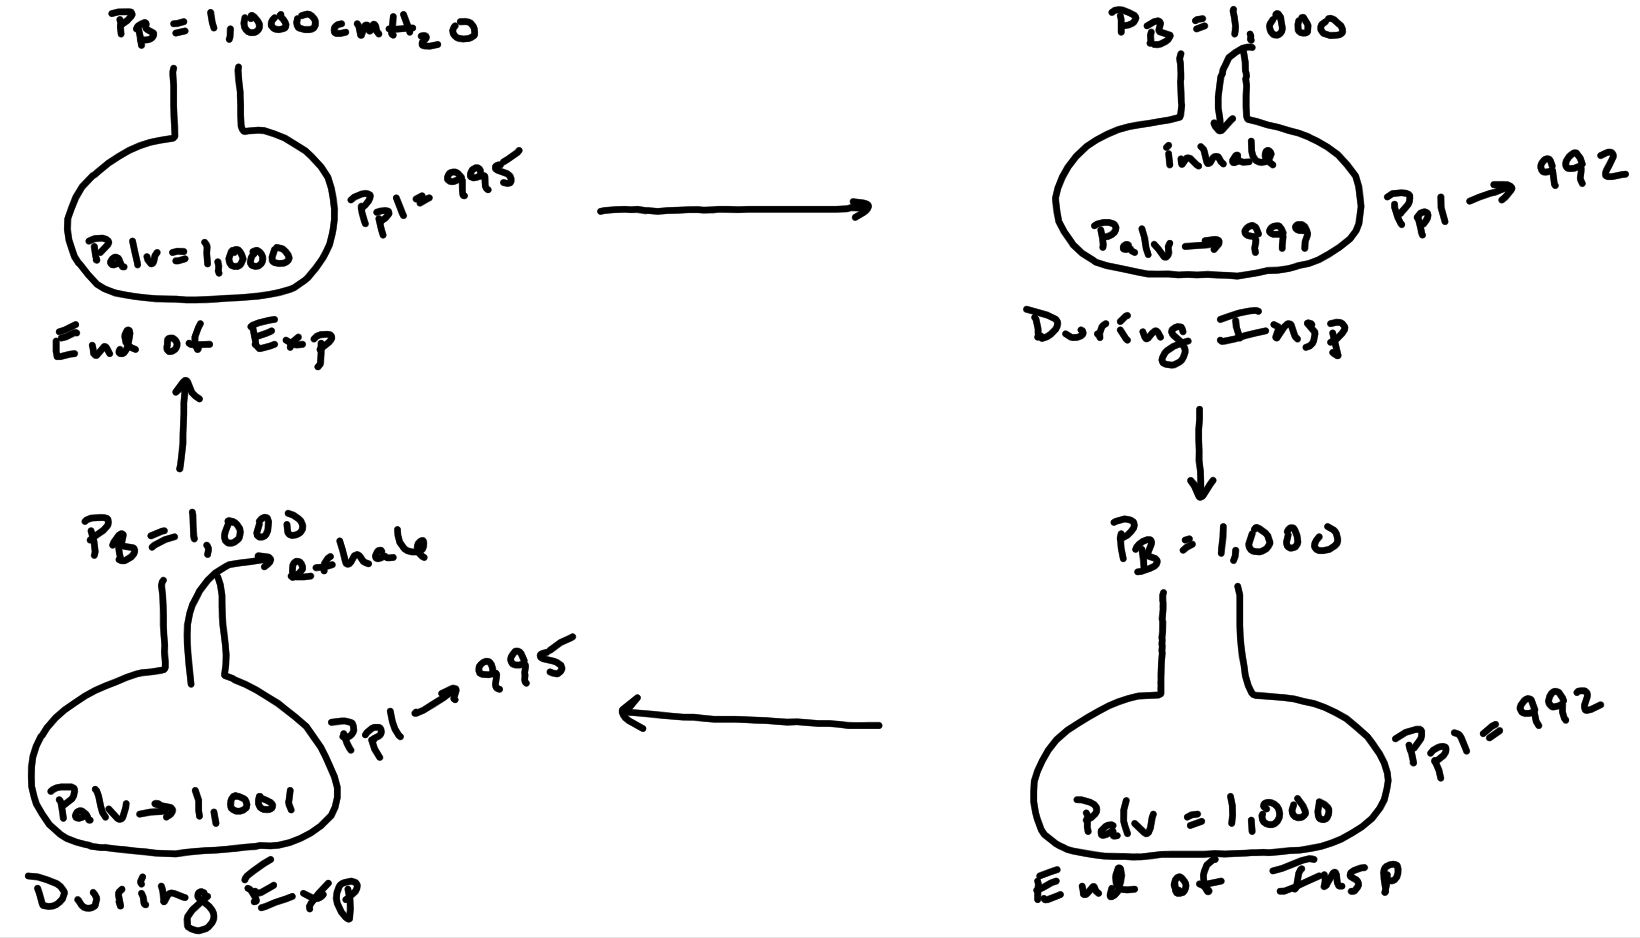 PB = 1,000 cmH2O
Ppl = 995
Palv = 1,000
End of Exp
PB = 1,000
inhale
Ppl → 992
Palv → 999
During Insp
PB = 1,000
exhale
Ppl → 995
Palv → 1,001
During Exp
PB = 1,000
Ppl = 992
Palv = 1,000
End of Insp